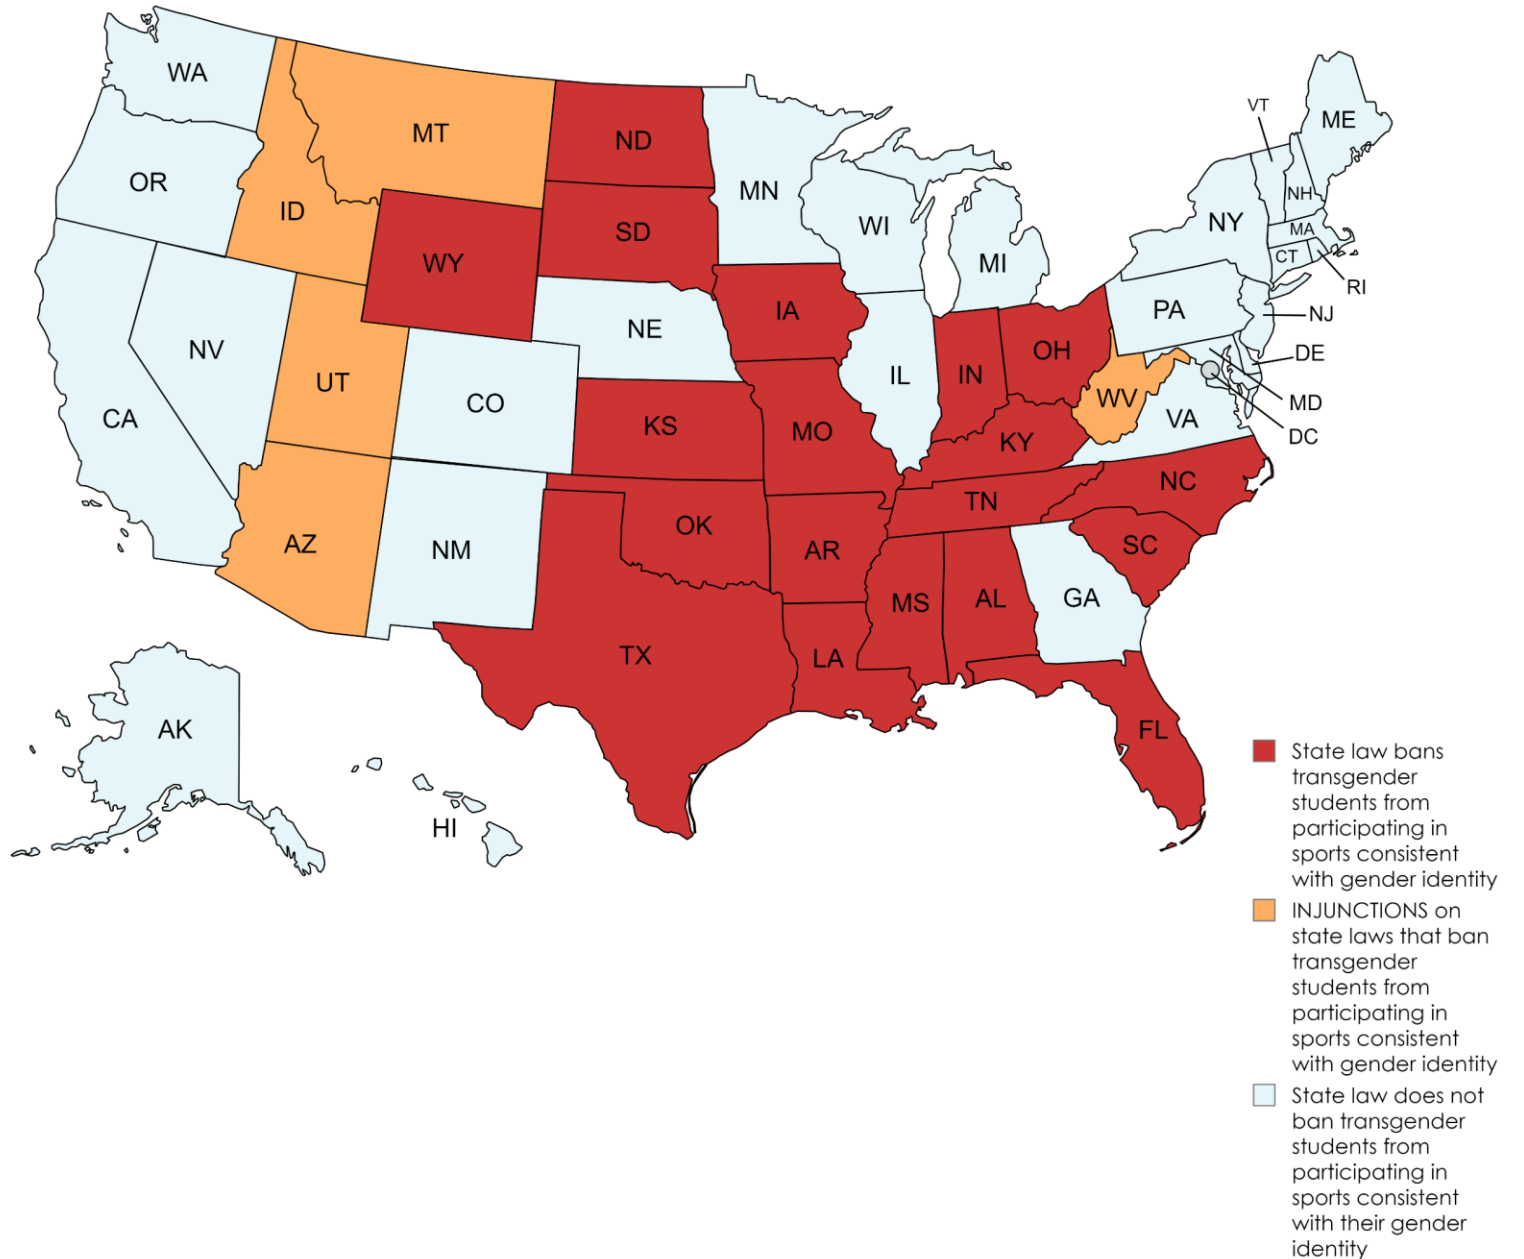 WA
OR
CA
NV
ID
MT
WY
UT
AZ
CO
NM
ND
SD
NE
KS
OK
TX
MN
IA
MO
AR
LA
WI
IL
MI
IN
OH
KY
TN
MS
AL
GA
FL
SC
NC
VA
WV
PA
NY
VT
NH
ME
MA
CT
RI
NJ
DE
MD
DC
AK
HI
State law bans
transgender
students from
participating in
sports consistent
with gender identity
INJUNCTIONS on
state laws that ban
transgender
students from
participating in
sports consistent
with gender identity
State law does not
ban transgender
students from
participating in
sports consistent
with their gender
identity